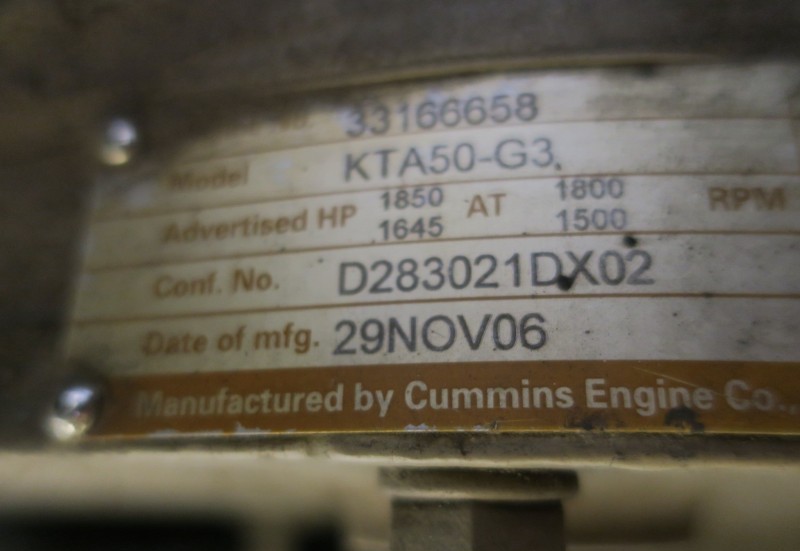 33166658
Model KTA50-G3.
Advertised HP 1850 AT 1800 RPM
1645 1500
Conf. No. D283021DX02
Date of mfg. 29NOV06
Manufactured by Cummins Engine Co.,